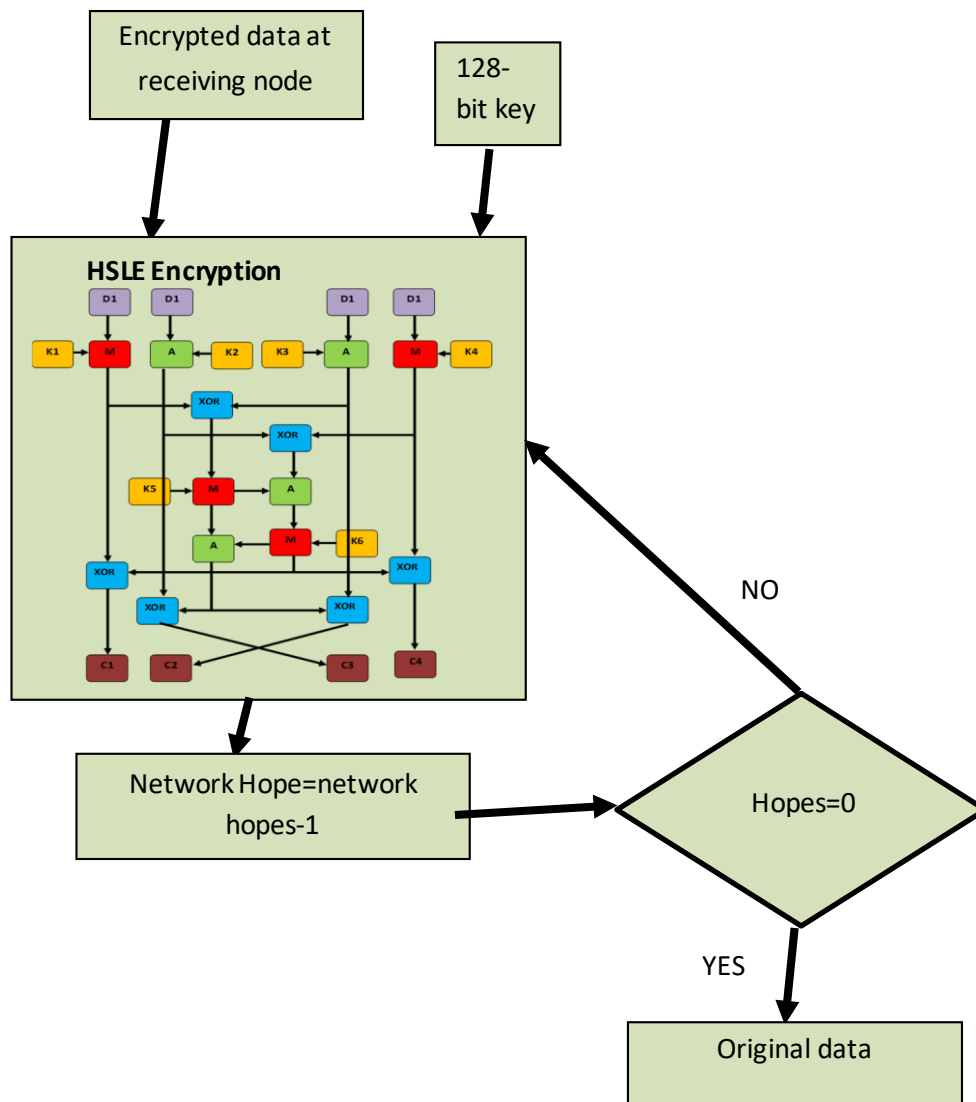 Encrypted data at
receiving node
128-
bit key
HSLE Encryption
D1 D1 D1 D1
K1 M A K2 K3 A M K4
XOR
XOR
K5 M A
A M K6
XOR XOR
XOR XOR
C1 C2 C3 C4
NO
Network Hope=network
hopes-1
Hopes=0
YES
Original data